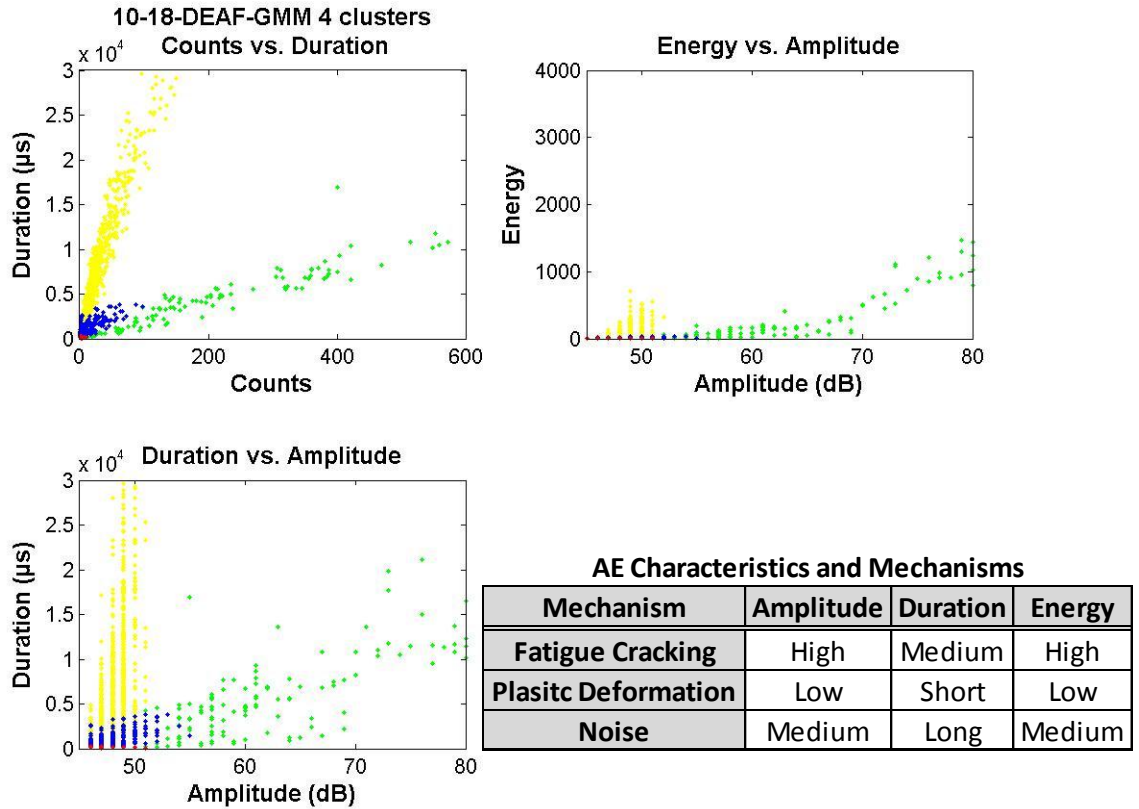 10-18-DEAF-GMM 4 clusters
Counts vs. Duration
x 10^4
3
2.5
2
1.5
1
0.5
0
Duration (µs)
0 200 400 600
Counts
Energy vs. Amplitude
4000
3000
2000
1000
0
Energy
50 60 70 80
Amplitude (dB)
Duration vs. Amplitude
x 10^4
3
2.5
2
1.5
1
0.5
0
Duration (µs)
50 60 70 80
Amplitude (dB)
AE Characteristics and Mechanisms
Mechanism Amplitude Duration Energy
Fatigue Cracking High Medium High
Plasitc Deformation Low Short Low
Noise Medium Long Medium